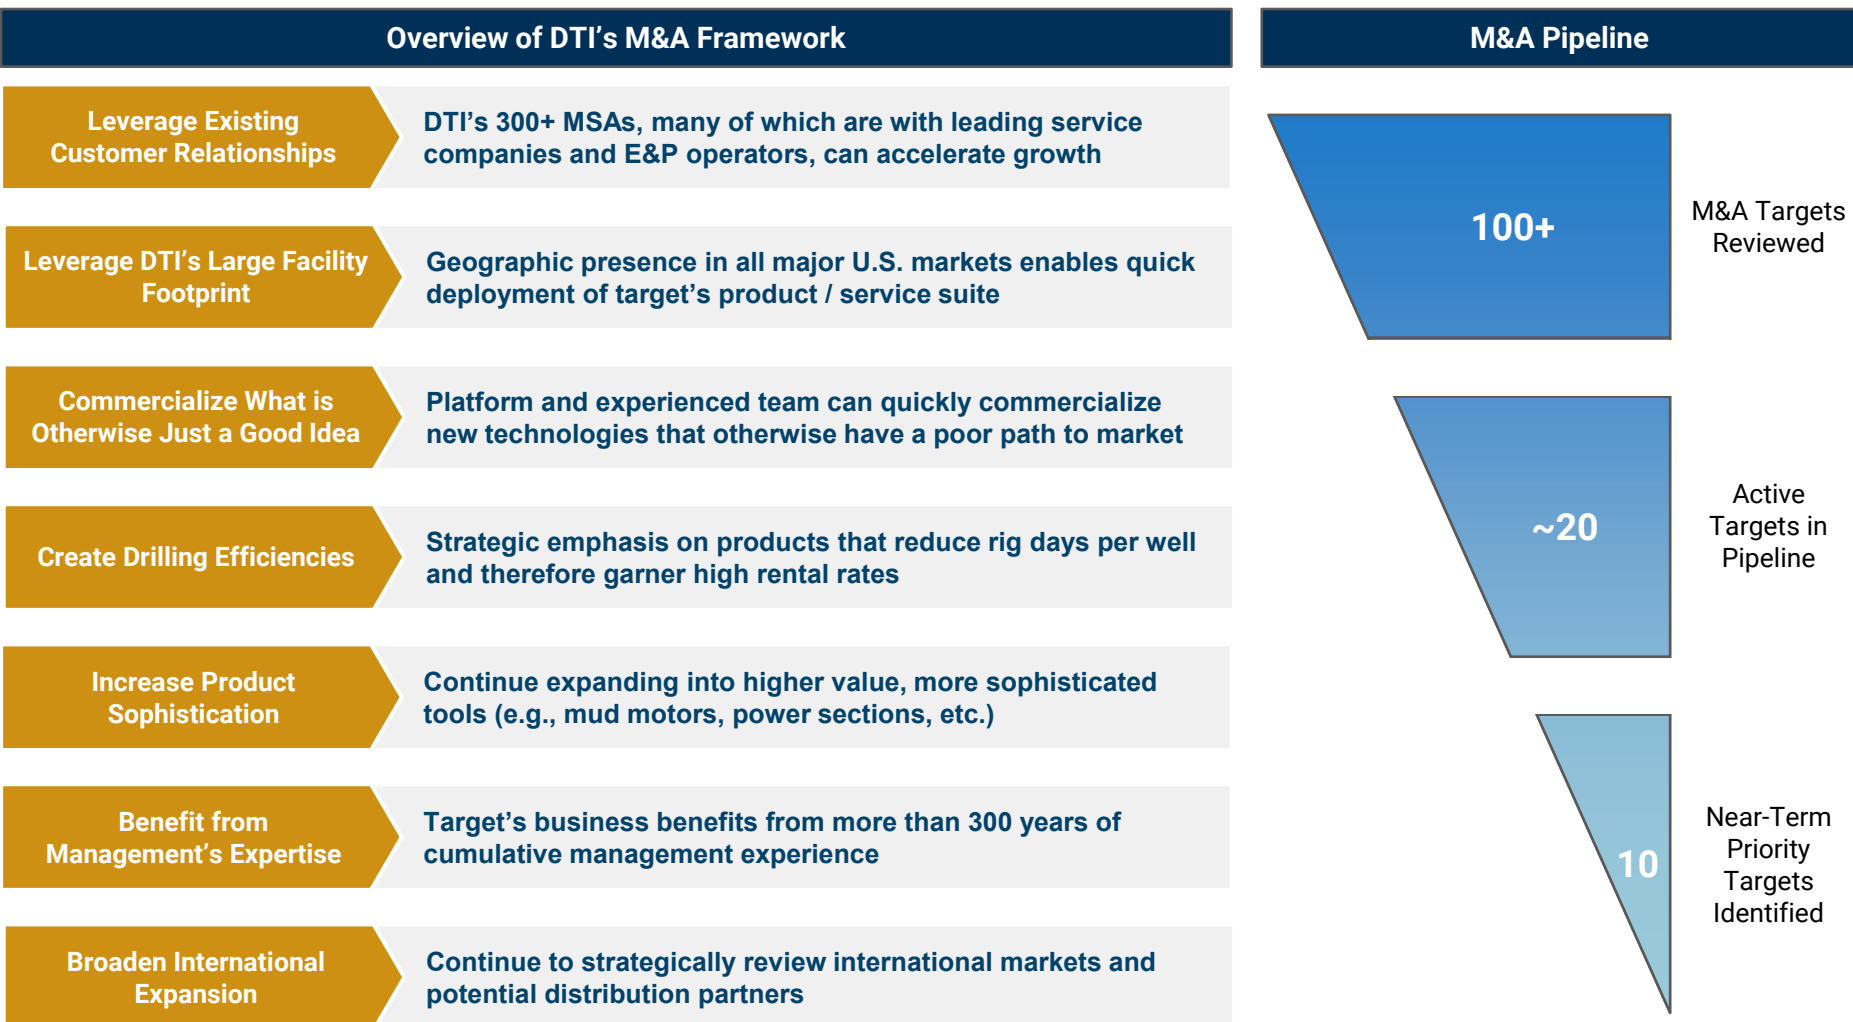 Overview of DTI's M&A Framework
Leverage Existing
Customer Relationships
DTI's 300+ MSAs, many of which are with leading service
companies and E&P operators, can accelerate growth
Leverage DTI's Large Facility
Footprint
Geographic presence in all major U.S. markets enables quick
deployment of target's product / service suite
Commercialize What is
Otherwise Just a Good Idea
Platform and experienced team can quickly commercialize
new technologies that otherwise have a poor path to market
Create Drilling Efficiencies
Strategic emphasis on products that reduce rig days per well
and therefore garner high rental rates
Increase Product
Sophistication
Continue expanding into higher value, more sophisticated
tools (e.g., mud motors, power sections, etc.)
Benefit from
Management's Expertise
Target's business benefits from more than 300 years of
cumulative management experience
Broaden International
Expansion
Continue to strategically review international markets and
potential distribution partners
M&A Pipeline
100+
M&A Targets
Reviewed
~20
Active
Targets in
Pipeline
10
Near-Term
Priority
Targets
Identified